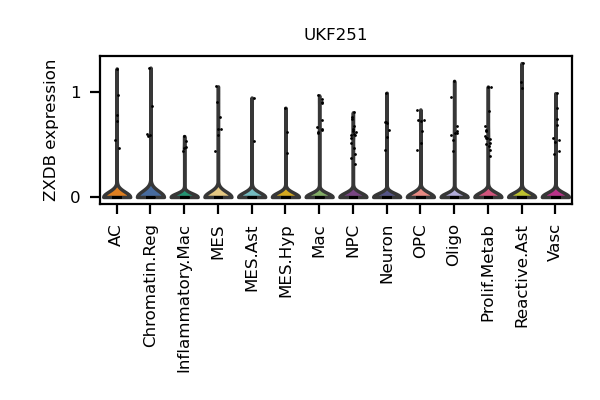 UKF251
ZXDB expression
1
0
AC
Chromatin.Reg
Inflammatory.Mac
MES
MES.Ast
MES.Hyp
Mac
NPC
Neuron
OPC
Oligo
Prolif.Metab
Reactive.Ast
Vasc